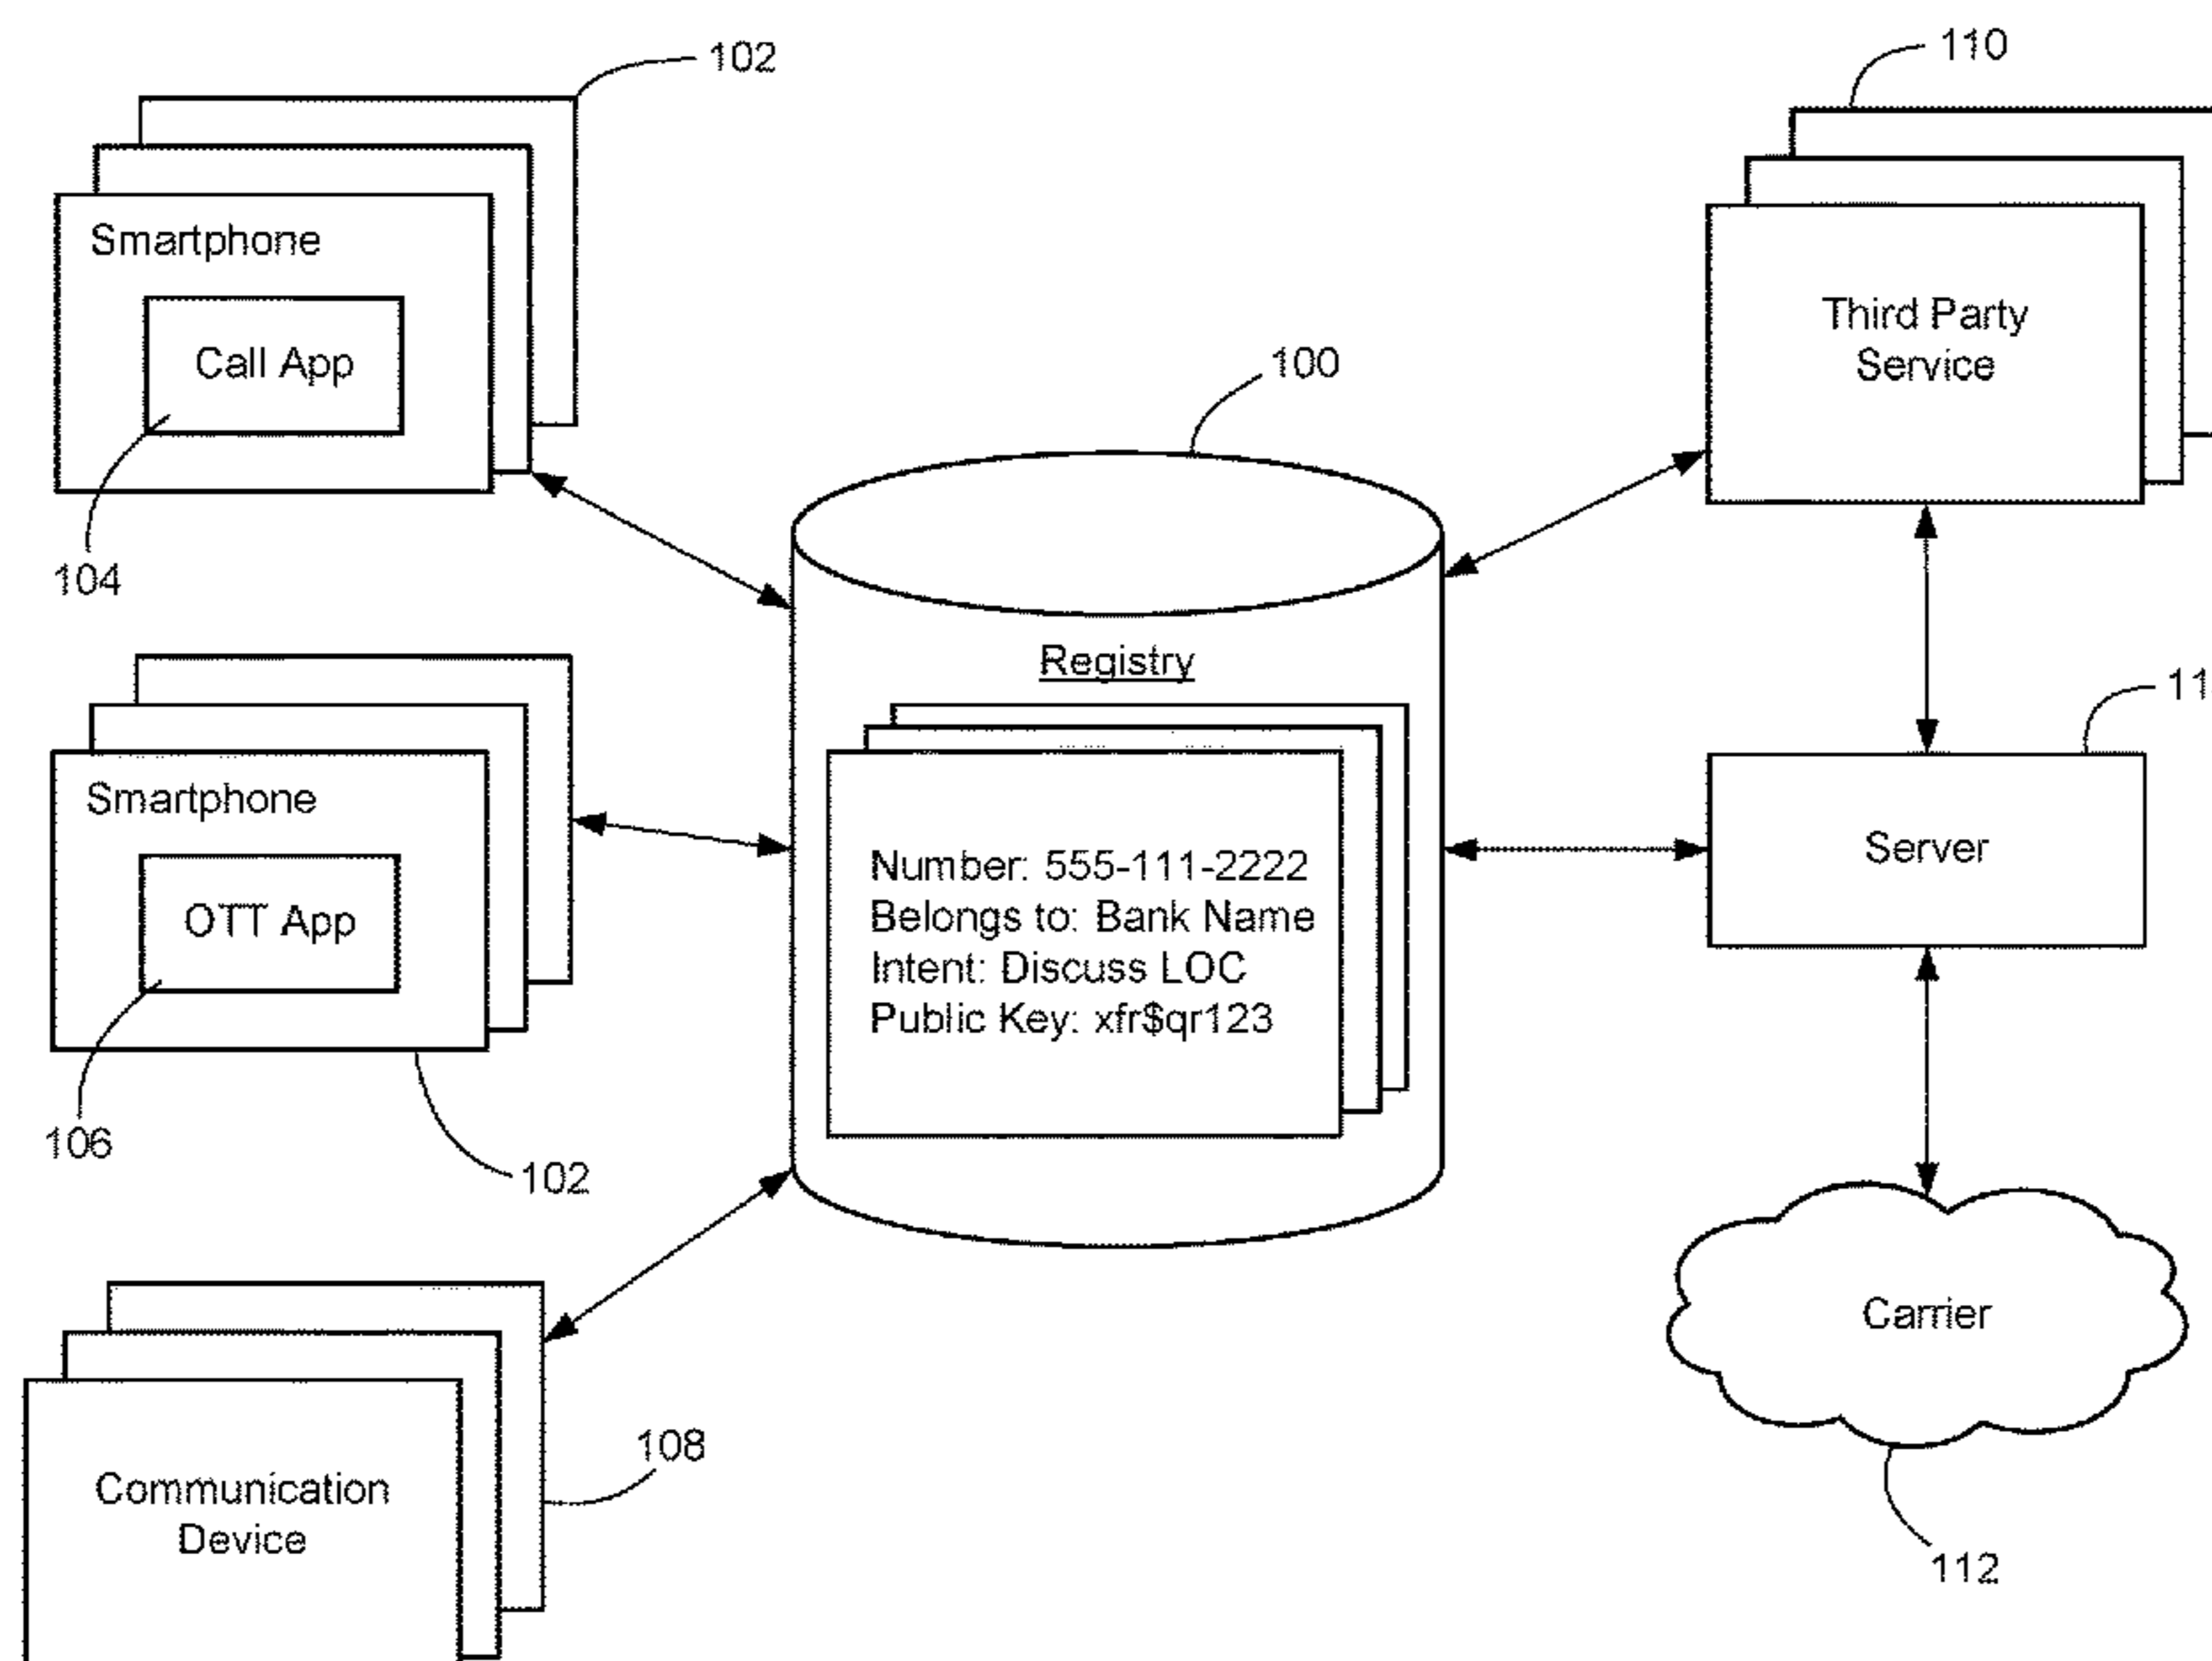 102
110
Smartphone
Call App
Third Party
Service
100
104
Registry
Smartphone
OTT App
Number: 555-111-2222
Belongs to: Bank Name
Intent: Discuss LOC
Public Key: xfr$qr123
Server
106
102
Carrier
108
Communication
Device
112